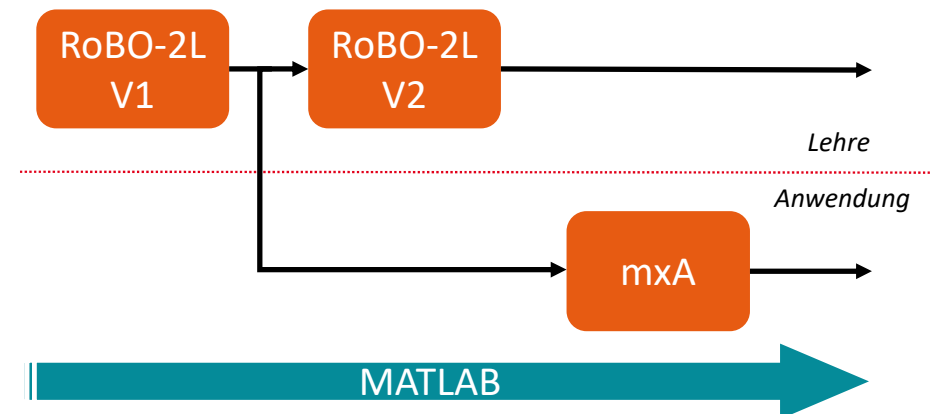 RoBO-2L
V1
RoBO-2L
V2
Lehre
Anwendung
mxA
MATLAB